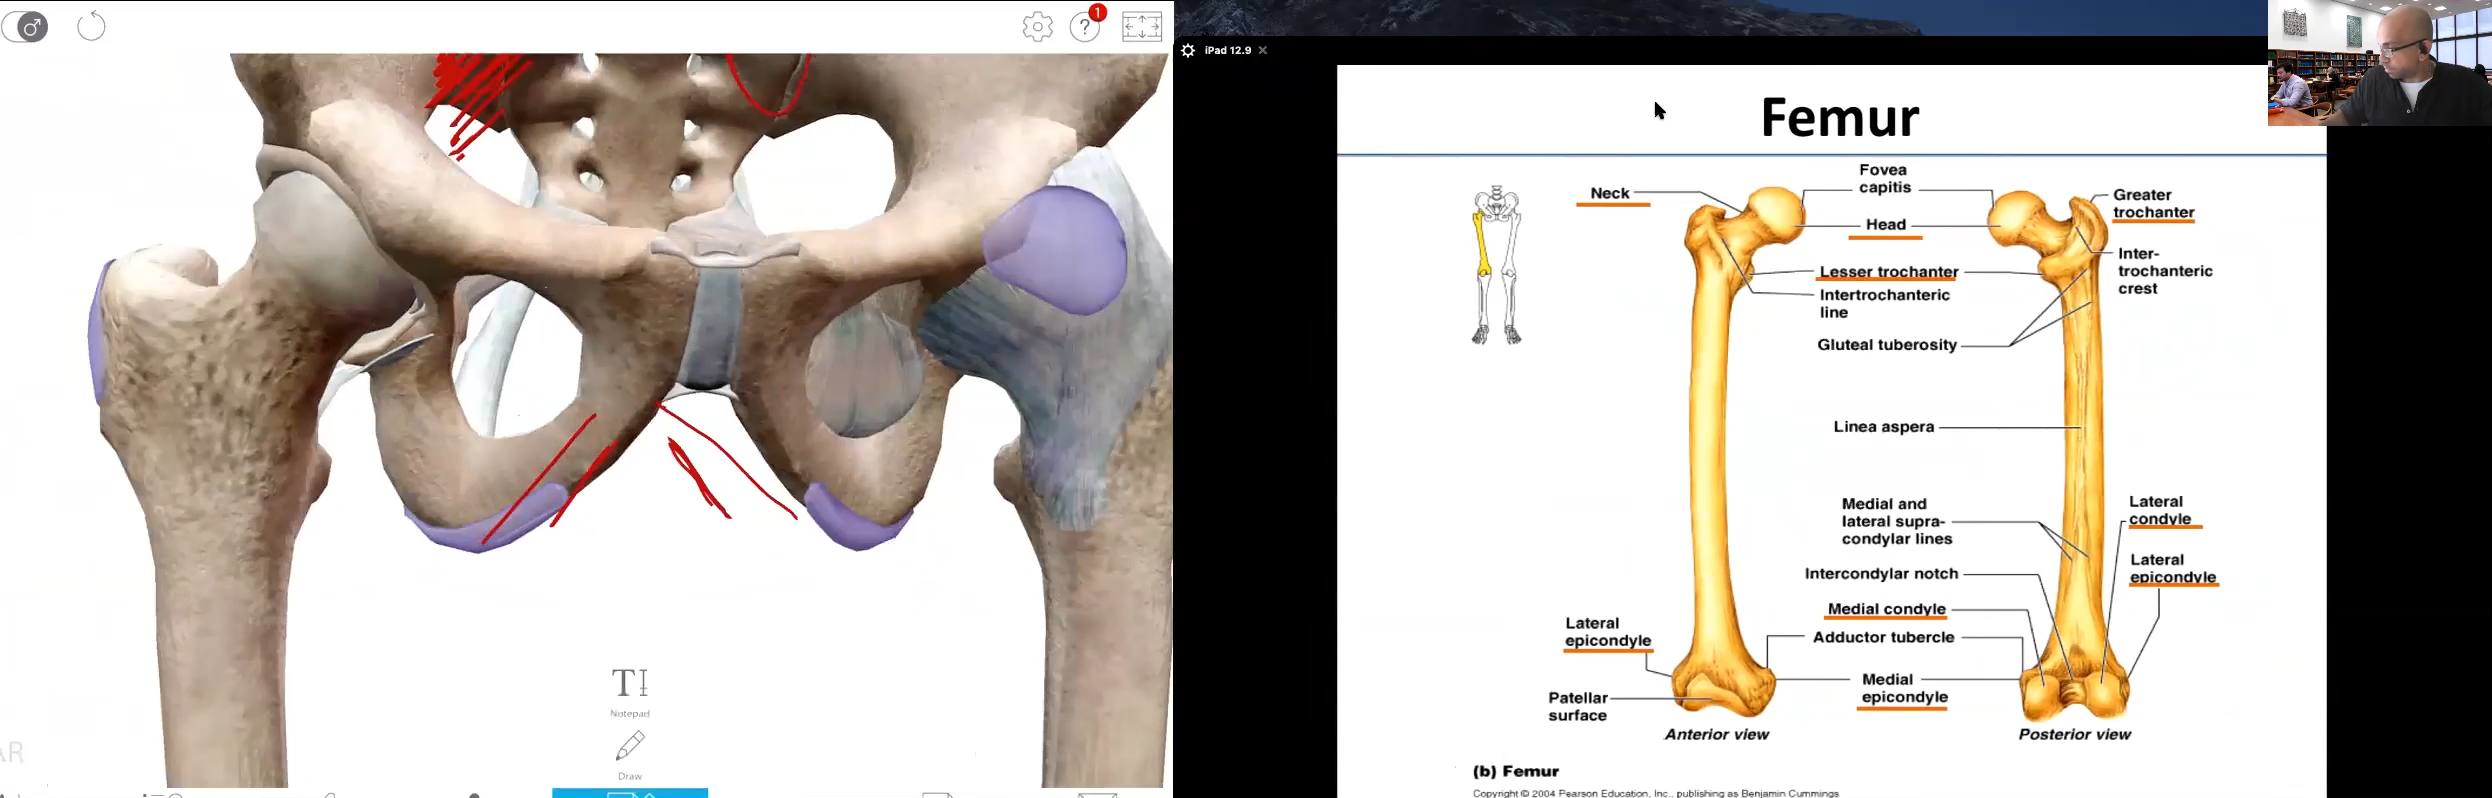 ?
1
iPad 12.9
Femur
Neck
Fovea
capitis
Head
Greater
trochanter
Lesser trochanter
Inter-
trochanteric
crest
Intertrochanteric
line
Gluteal tuberosity
Linea aspera
Medial and
lateral supra-
condylar lines
Lateral
condyle
Intercondylar notch
Lateral
epicondyle
Medial condyle
Lateral
epicondyle
Adductor tubercle
Medial
epicondyle
Patellar
surface
Anterior view
Posterior view
(b) Femur
Copyright © 2004 Pearson Education, Inc., publishing as Benjamin Cummings
T
Notepad
Draw
AR